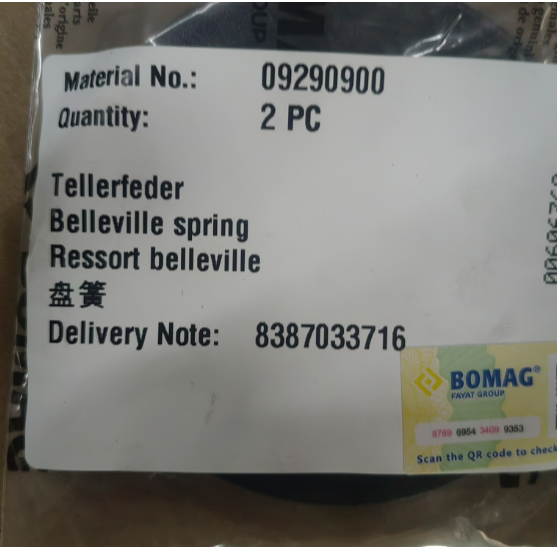 Material No.: 09290900
Quantity: 2 PC
Tellerfeder
Belleville spring
Ressort belleville
盘簧
Delivery Note: 8387033716
BOMAG®
FAYAT GROUP
6769 6954 3409 9353
Scan the QR code to check